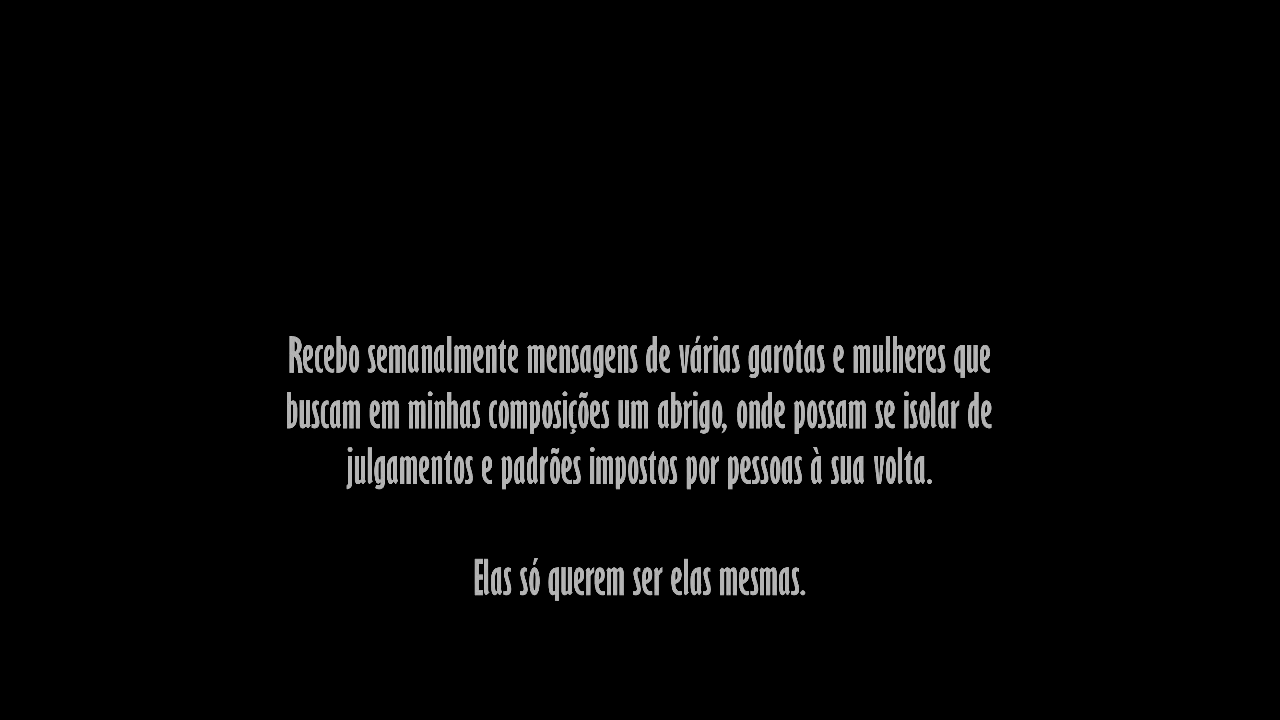 Recebo semanalmente mensagens de várias garotas e mulheres que
buscam em minhas composições um abrigo, onde possam se isolar de
julgamentos e padrões impostos por pessoas à sua volta.
Elas só querem ser elas mesmas.